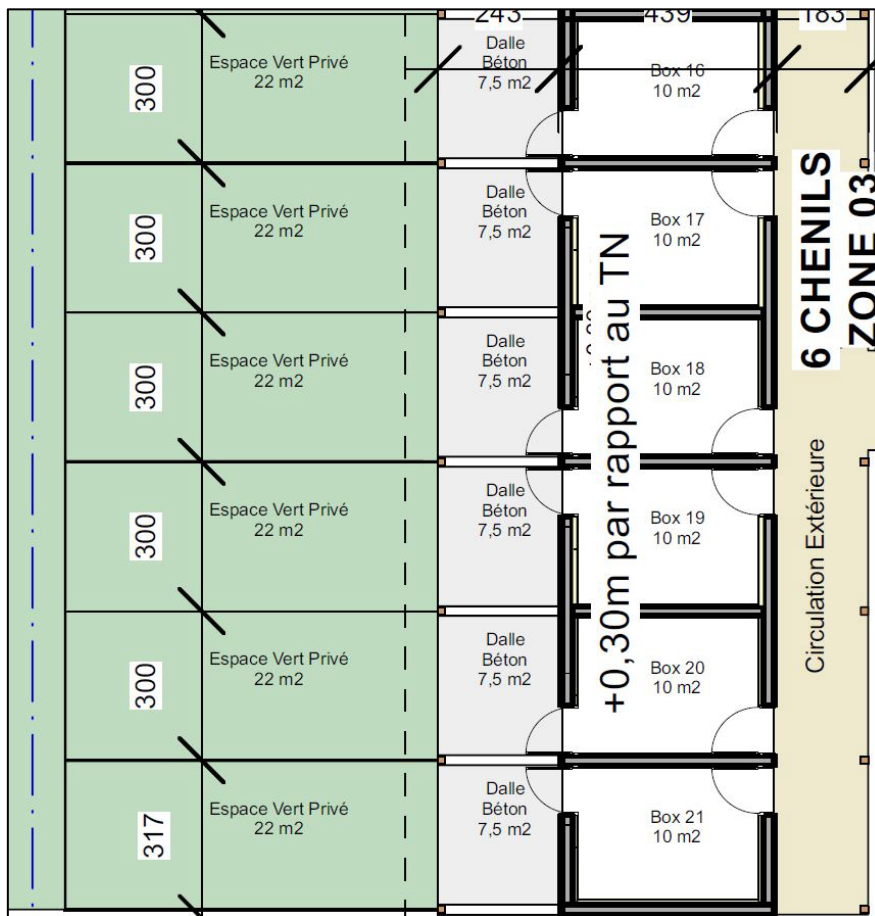 243
439
183
300
Espace Vert Privé
22 m2
Dalle
Béton
7,5 m2
Box 16
10 m2
300
Espace Vert Privé
22 m2
Dalle
Béton
7,5 m2
Box 17
10 m2
6 CHENILS
ZONE 03
300
Espace Vert Privé
22 m2
Dalle
Béton
7,5 m2
Box 18
10 m2
+0,30m par rapport au TN
300
Espace Vert Privé
22 m2
Dalle
Béton
7,5 m2
Box 19
10 m2
Circulation Extérieure
300
Espace Vert Privé
22 m2
Dalle
Béton
7,5 m2
Box 20
10 m2
317
Espace Vert Privé
22 m2
Dalle
Béton
7,5 m2
Box 21
10 m2